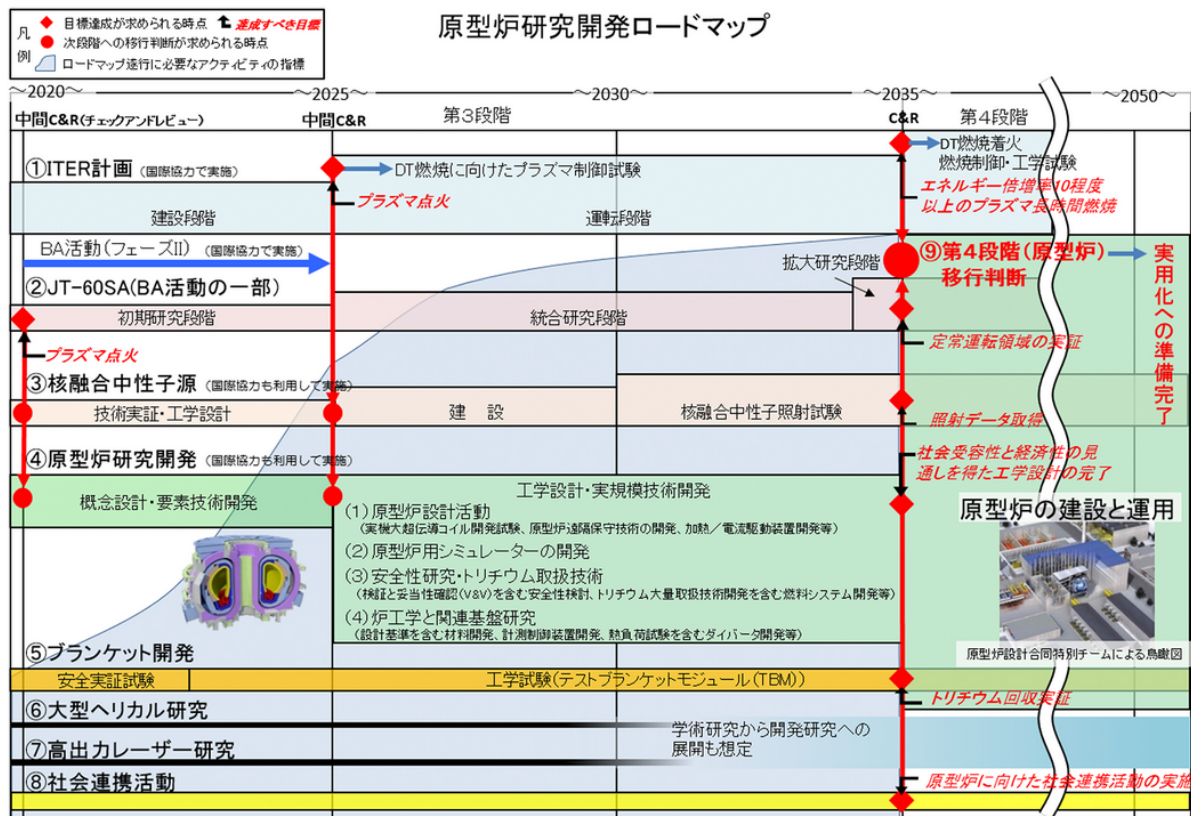 原型炉研究開発ロードマップ
凡例
目標達成が求められる時点 達成すべき目標
次段階への移行判断が求められる時点
ロードマップ遂行に必要なアクティビティの指標
～2020～
～2025～
～2030～
～2035～
～2050～
中間C&R(チェックアンドレビュー)
中間C&R
第3段階
C&R
第4段階
①ITER計画 (国際協力で実施)
DT燃焼に向けたプラズマ制御試験
DT燃焼着火
燃焼制御・工学試験
プラズマ点火
エネルギー倍増率10程度
以上のプラズマ長時間燃焼
建設段階
運転段階
BA活動(フェーズII) (国際協力で実施)
⑨第4段階(原型炉)
移行判断
実用化への準備完了
②JT-60SA(BA活動の一部)
拡大研究段階
初期研究段階
統合研究段階
プラズマ点火
定常運転領域の実証
③核融合中性子源 (国際協力も利用して実施)
技術実証・工学設計
建 設
核融合中性子照射試験
照射データ取得
④原型炉研究開発 (国際協力も利用して実施)
社会受容性と経済性の見
通しを得た工学設計の完了
概念設計・要素技術開発
工学設計・実規模技術開発
(1)原型炉設計活動
(実機大超伝導コイル開発試験、原型炉遠隔保守技術の開発、加熱／電流駆動装置開発等)
(2)原型炉用シミュレーターの開発
(3)安全性研究・トリチウム取扱技術
(検証と妥当性確認(V&V)を含む安全性検討、トリチウム大量取扱技術開発を含む燃料システム開発等)
(4)炉工学と関連基盤研究
(設計基準を含む材料開発、計測制御装置開発、熱負荷試験を含むダイバータ開発等)
原型炉の建設と運用
原型炉設計合同特別チームによる鳥瞰図
⑤ブランケット開発
安全実証試験
工学試験(テストブランケットモジュール(TBM))
トリチウム回収実証
⑥大型ヘリカル研究
学術研究から開発研究への
展開も想定
⑦高出力レーザー研究
⑧社会連携活動
原型炉に向けた社会連携活動の実施